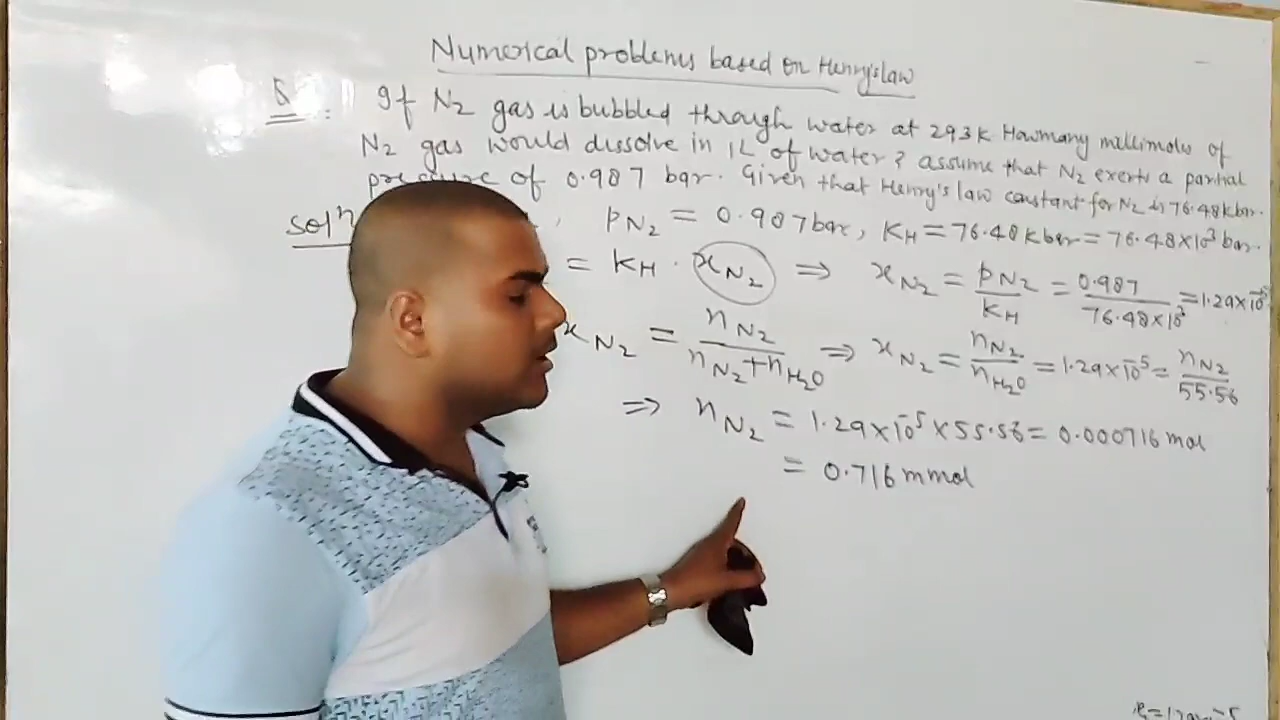 Numerical problems based on Henry's law
Q : If N₂ gas is bubbled through water at 293K How many millimoles of
N₂ gas would dissolve in 1L of water? assume that N₂ exerts a partial
pressure of 0.987 bar. Given that Henry's law constant for N₂ is 76.48 kbar.
Solⁿ , pN₂ = 0.987 bar, KH = 76.48 kbar = 76.48×10³ bar.
= KH · xN₂ ⇒ xN₂ = pN₂/KH = 0.987/76.48×10³ = 1.29×10⁻⁵
xN₂ = nN₂/(nN₂+nH₂O) ⇒ xN₂ = nN₂/nH₂O = 1.29×10⁻⁵ = nN₂/55.56
⇒ nN₂ = 1.29×10⁻⁵×55.56 = 0.000716 mol
= 0.716 mmol